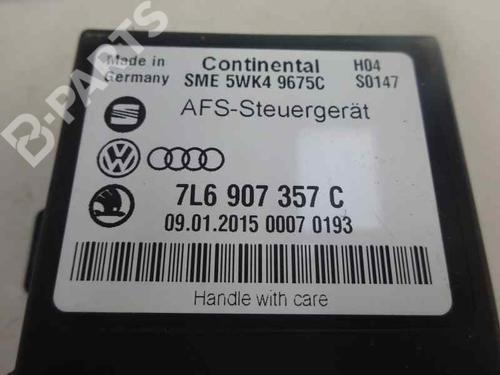 Made in Continental H04
Germany SME 5WK4 9675C S0147
AFS-Steuergerät
7L6 907 357 C
09.01.2015 0007 0193
Handle with care
B-PARTS